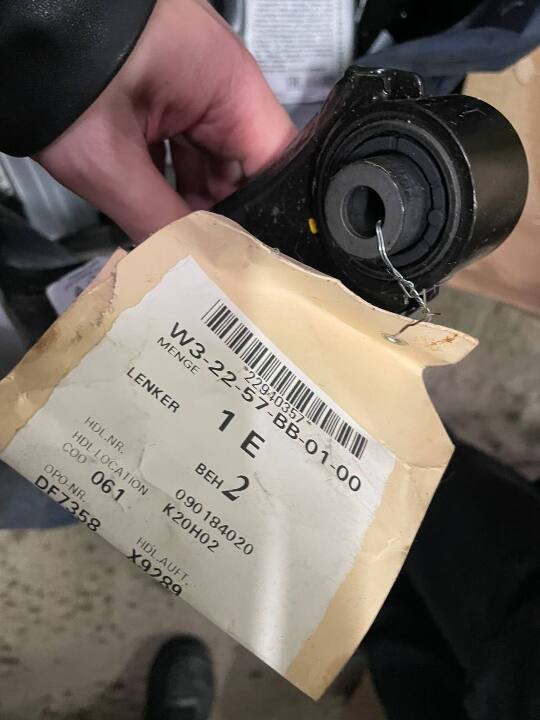 22940357
W3-22-57-BB-01-00
MENGE 1 E
LENKER BEH 2
HDL.NR. 090184020
HDL LOCATION K20H02
COD 061
OPO-NR. HDL.AUFT.
DF7358 X9289